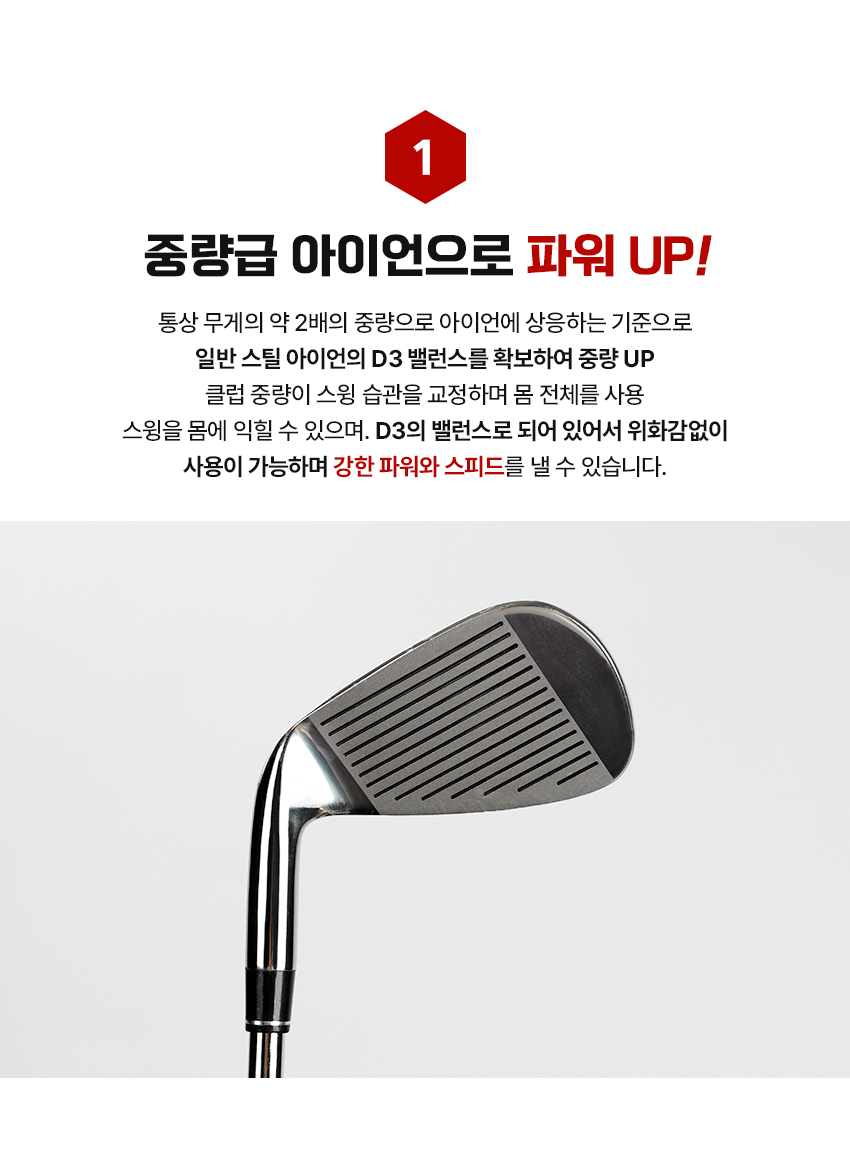 1
중량급 아이언으로 파워 UP!
통상 무게의 약 2배의 중량으로 아이언에 상응하는 기준으로
일반 스틸 아이언의 D3 밸런스를 확보하여 중량 UP
클럽 중량이 스윙 습관을 교정하며 몸 전체를 사용
스윙을 몸에 익힐 수 있으며. D3의 밸런스로 되어 있어서 위화감없이
사용이 가능하며 강한 파워와 스피드를 낼 수 있습니다.